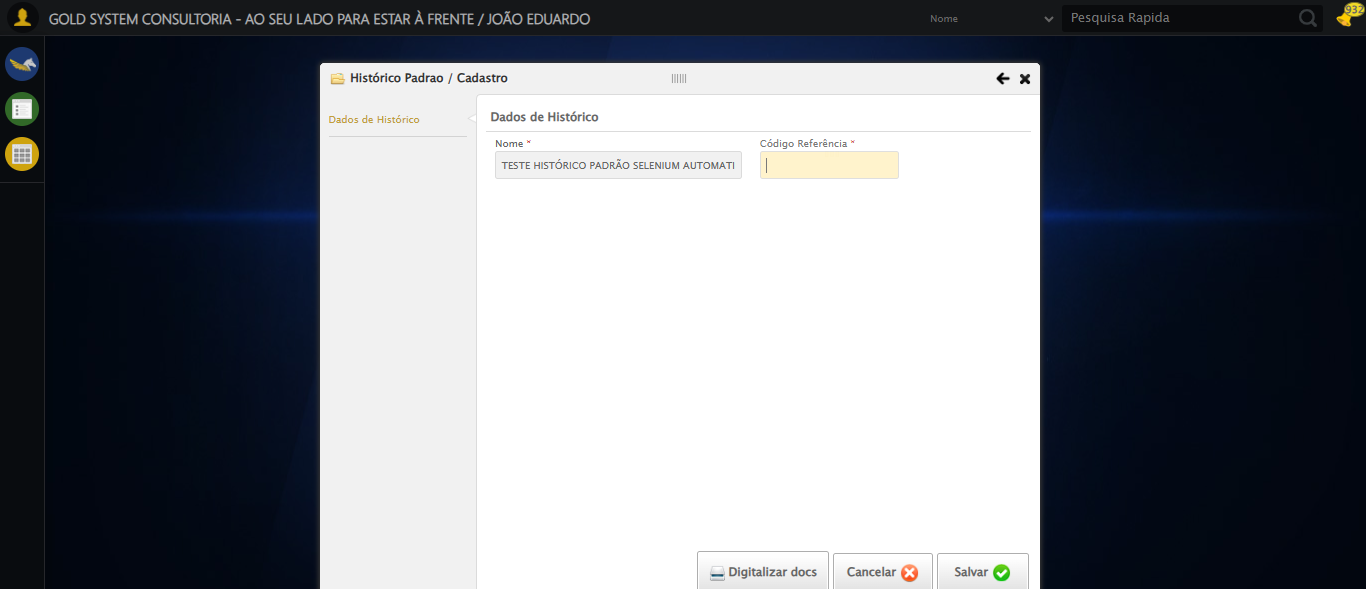 GOLD SYSTEM CONSULTORIA - AO SEU LADO PARA ESTAR À FRENTE / JOÃO EDUARDO
Nome
Pesquisa Rapida
932
Histórico Padrao / Cadastro
Dados de Histórico
Dados de Histórico
Nome *
Código Referência *
TESTE HISTÓRICO PADRÃO SELENIUM AUTOMATI
Digitalizar docs
Cancelar
Salvar